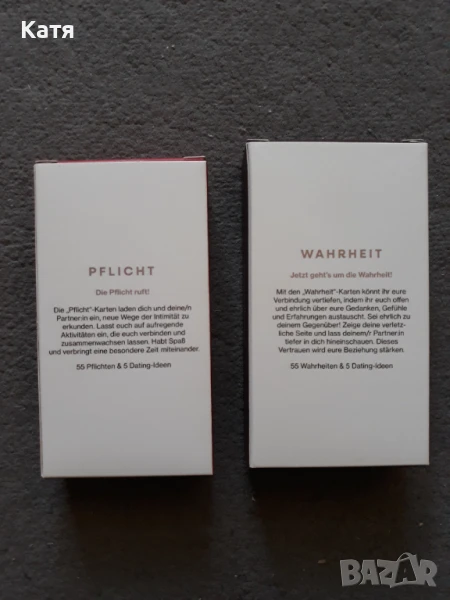 Катя
PFLICHT
Die Pflicht ruft!
Die „Pflicht"-Karten laden dich und deine/n
Partner:in ein, neue Wege der Intimität zu
erkunden. Lasst euch auf aufregende
Aktivitäten ein, die euch verbinden und
zusammenwachsen lassen. Habt Spaß
und verbringt eine besondere Zeit miteinander.
55 Pflichten & 5 Dating-Ideen
WAHRHEIT
Jetzt geht's um die Wahrheit!
Mit den „Wahrheit"-Karten könnt ihr eure
Verbindung vertiefen, indem ihr euch offen
und ehrlich über eure Gedanken, Gefühle
und Erfahrungen austauscht. Sei ehrlich zu
deinem Gegenüber! Zeige deine verletz-
liche Seite und lass deinem/r Partner:in
tiefer in dich hineinschauen. Dieses
Vertrauen wird eure Beziehung stärken.
55 Wahrheiten & 5 Dating-Ideen
BAZAR